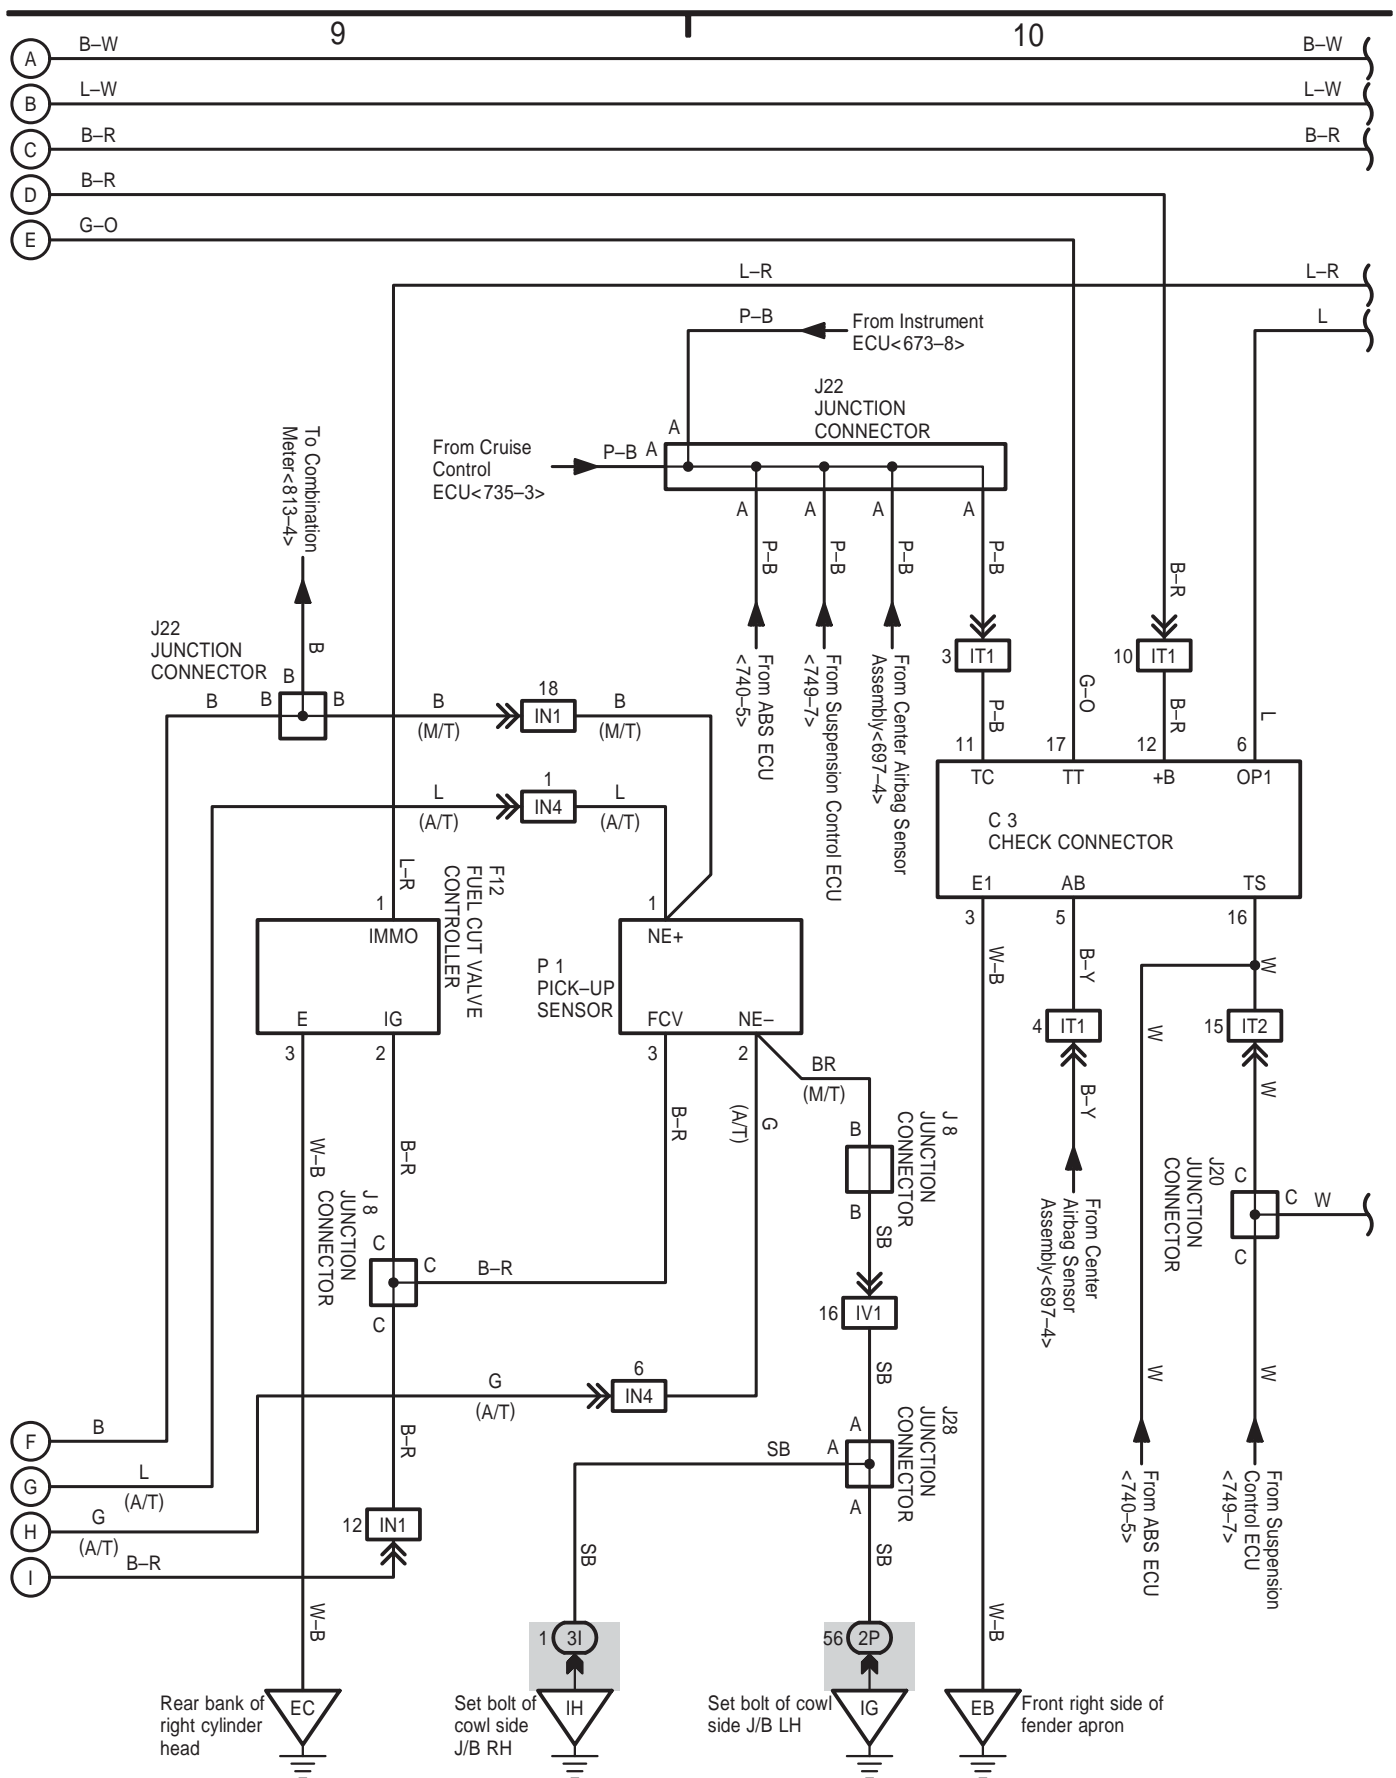 9
10
A
B–W
B–W
B
L–W
L–W
C
B–R
B–R
D
B–R
E
G–O
L–R
L–R
P–B
From Instrument
ECU<673–8>
L
J22
JUNCTION
CONNECTOR
To Combination
Meter<813–4>
From Cruise
Control
ECU<735–3>
P–B
A
A
A
A
A
A
P–B
P–B
P–B
P–B
B–R
J22
JUNCTION
CONNECTOR
B
B
B
B
B
B
(M/T)
18
IN1
B
(M/T)
From ABS ECU
<740–5>
From Suspension Control ECU
<749–7>
From Center Airbag Sensor
Assembly<697–4>
3
IT1
P–B
G–O
10
IT1
B–R
L
L
(A/T)
1
IN4
L
(A/T)
11
17
12
6
TC
TT
+B
OP1
C 3
CHECK CONNECTOR
E1
AB
TS
3
5
16
L–R
F12
FUEL CUT VALVE
CONTROLLER
1
IMMO
E
IG
3
2
1
NE+
P 1
PICK–UP
SENSOR
FCV
NE–
3
2
W–B
B–Y
W
W
4
IT1
15
IT2
B–Y
W
BR
(M/T)
B–R
G
(A/T)
J 8
JUNCTION
CONNECTOR
B
B
SB
W–B
B–R
J 8
JUNCTION
CONNECTOR
C
C
C
B–R
From Center
Airbag Sensor
Assembly<697–4>
J20
JUNCTION
CONNECTOR
C
C
W
C
16
IV1
SB
6
IN4
G
(A/T)
W
W
F
B
G
L
(A/T)
H
G
(A/T)
I
B–R
B–R
12
IN1
J28
JUNCTION
CONNECTOR
A
A
A
SB
SB
SB
From ABS ECU
<740–5>
From Suspension
Control ECU
<749–7>
W–B
W–B
1
3I
56
2P
Rear bank of
right cylinder
head
EC
Set bolt of
cowl side
J/B RH
IH
Set bolt of cowl
side J/B LH
IG
EB
Front right side of
fender apron